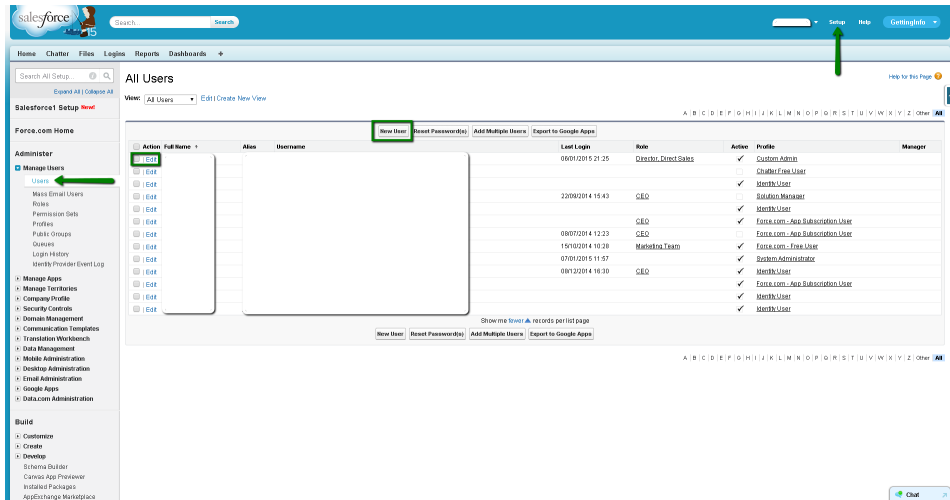 salesforce
15
Search...
Search
Setup
Help
GettingInfo
Home Chatter Files Logins Reports Dashboards +
Search All Setup...
Expand All | Collapse All
Salesforce1 Setup New!
Force.com Home
Administer
Manage Users
Users
Mass Email Users
Roles
Permission Sets
Profiles
Public Groups
Queues
Login History
Identity Provider Event Log
Manage Apps
Manage Territories
Company Profile
Security Controls
Domain Management
Communication Templates
Translation Workbench
Data Management
Mobile Administration
Desktop Administration
Email Administration
Google Apps
Data.com Administration
Build
Customize
Create
Develop
Schema Builder
Canvas App Previewer
Installed Packages
AppExchange Marketplace
All Users
Help for this Page
View: All Users Edit | Create New View
A B C D E F G H I J K L M N O P Q R S T U V W X Y Z Other All
New User Reset Password(s) Add Multiple Users Export to Google Apps
Action Full Name Alias Username Last Login Role Active Profile Manager
Edit 06/01/2015 21:25 Director, Direct Sales ✓ Custom Admin
Edit Chatter Free User
Edit ✓ Identity User
Edit 22/09/2014 15:43 CEO Solution Manager
Edit ✓ Identity User
Edit CEO ✓ Force.com - App Subscription User
Edit 08/07/2014 12:23 CEO Force.com - App Subscription User
Edit 15/10/2014 10:28 Marketing Team ✓ Force.com - Free User
Edit 07/01/2015 11:57 ✓ System Administrator
Edit 08/12/2014 16:30 CEO ✓ Identity User
Edit ✓ Force.com - App Subscription User
Edit ✓ Identity User
Edit ✓ Identity User
Show me fewer records per list page
New User Reset Password(s) Add Multiple Users Export to Google Apps
A B C D E F G H I J K L M N O P Q R S T U V W X Y Z Other All
Chat